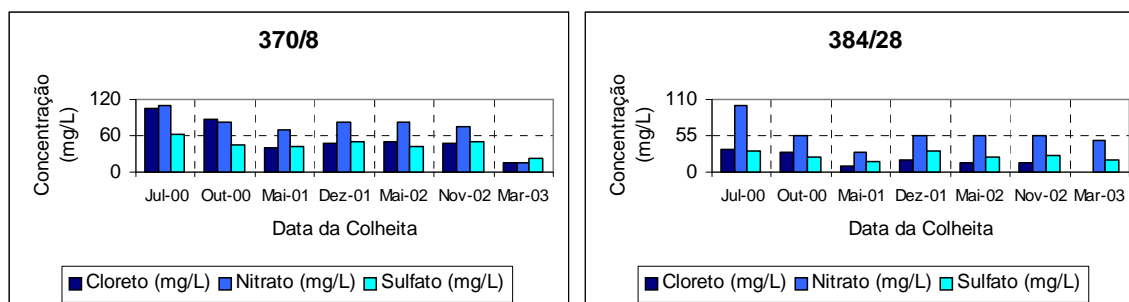 370/8
120
60
0
Concentração
(mg/L)
Jul-00 Out-00 Mai-01 Dez-01 Mai-02 Nov-02 Mar-03
Data da Colheita
Cloreto (mg/L) Nitrato (mg/L) Sulfato (mg/L)
384/28
110
55
0
Concentração
(mg/L)
Jul-00 Out-00 Mai-01 Dez-01 Mai-02 Nov-02 Mar-03
Data da Colheita
Cloreto (mg/L) Nitrato (mg/L) Sulfato (mg/L)